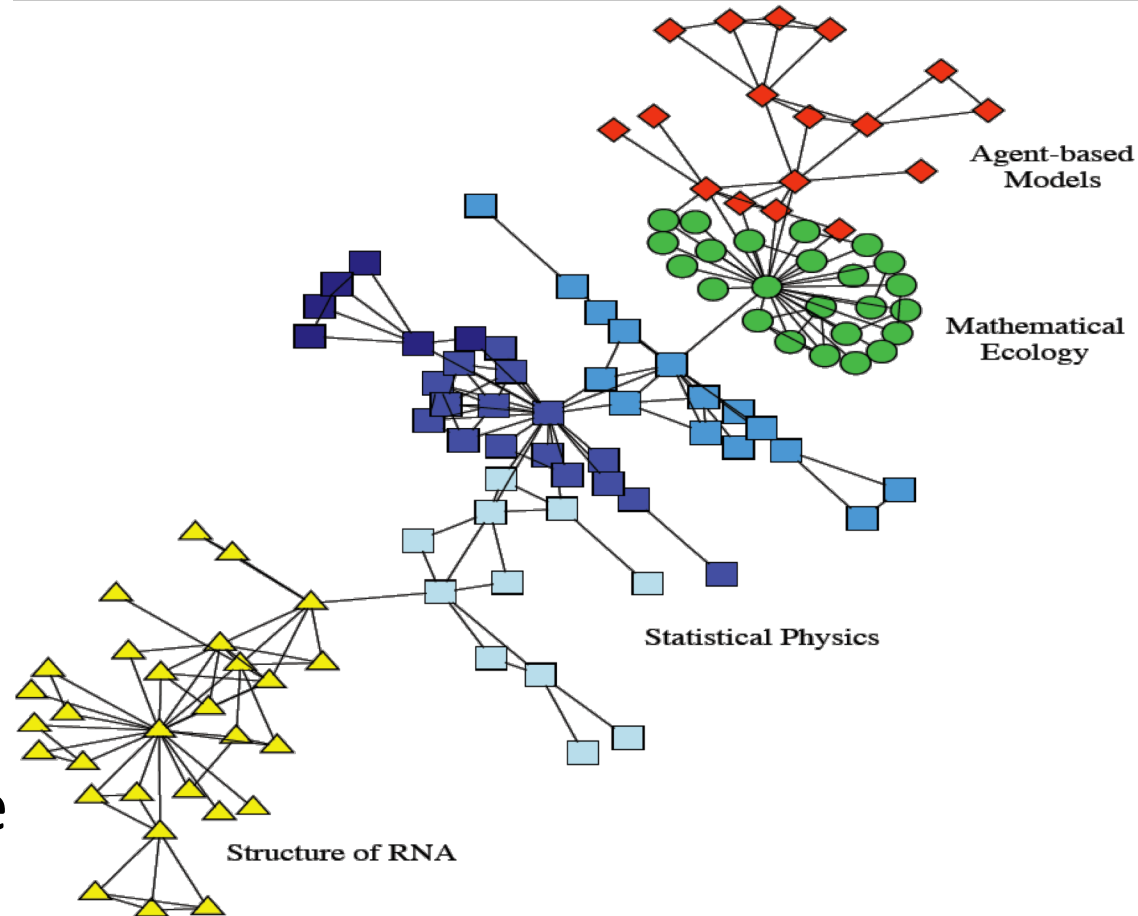 Agent-based
Models
Mathematical
Ecology
Statistical Physics
e
Structure of RNA